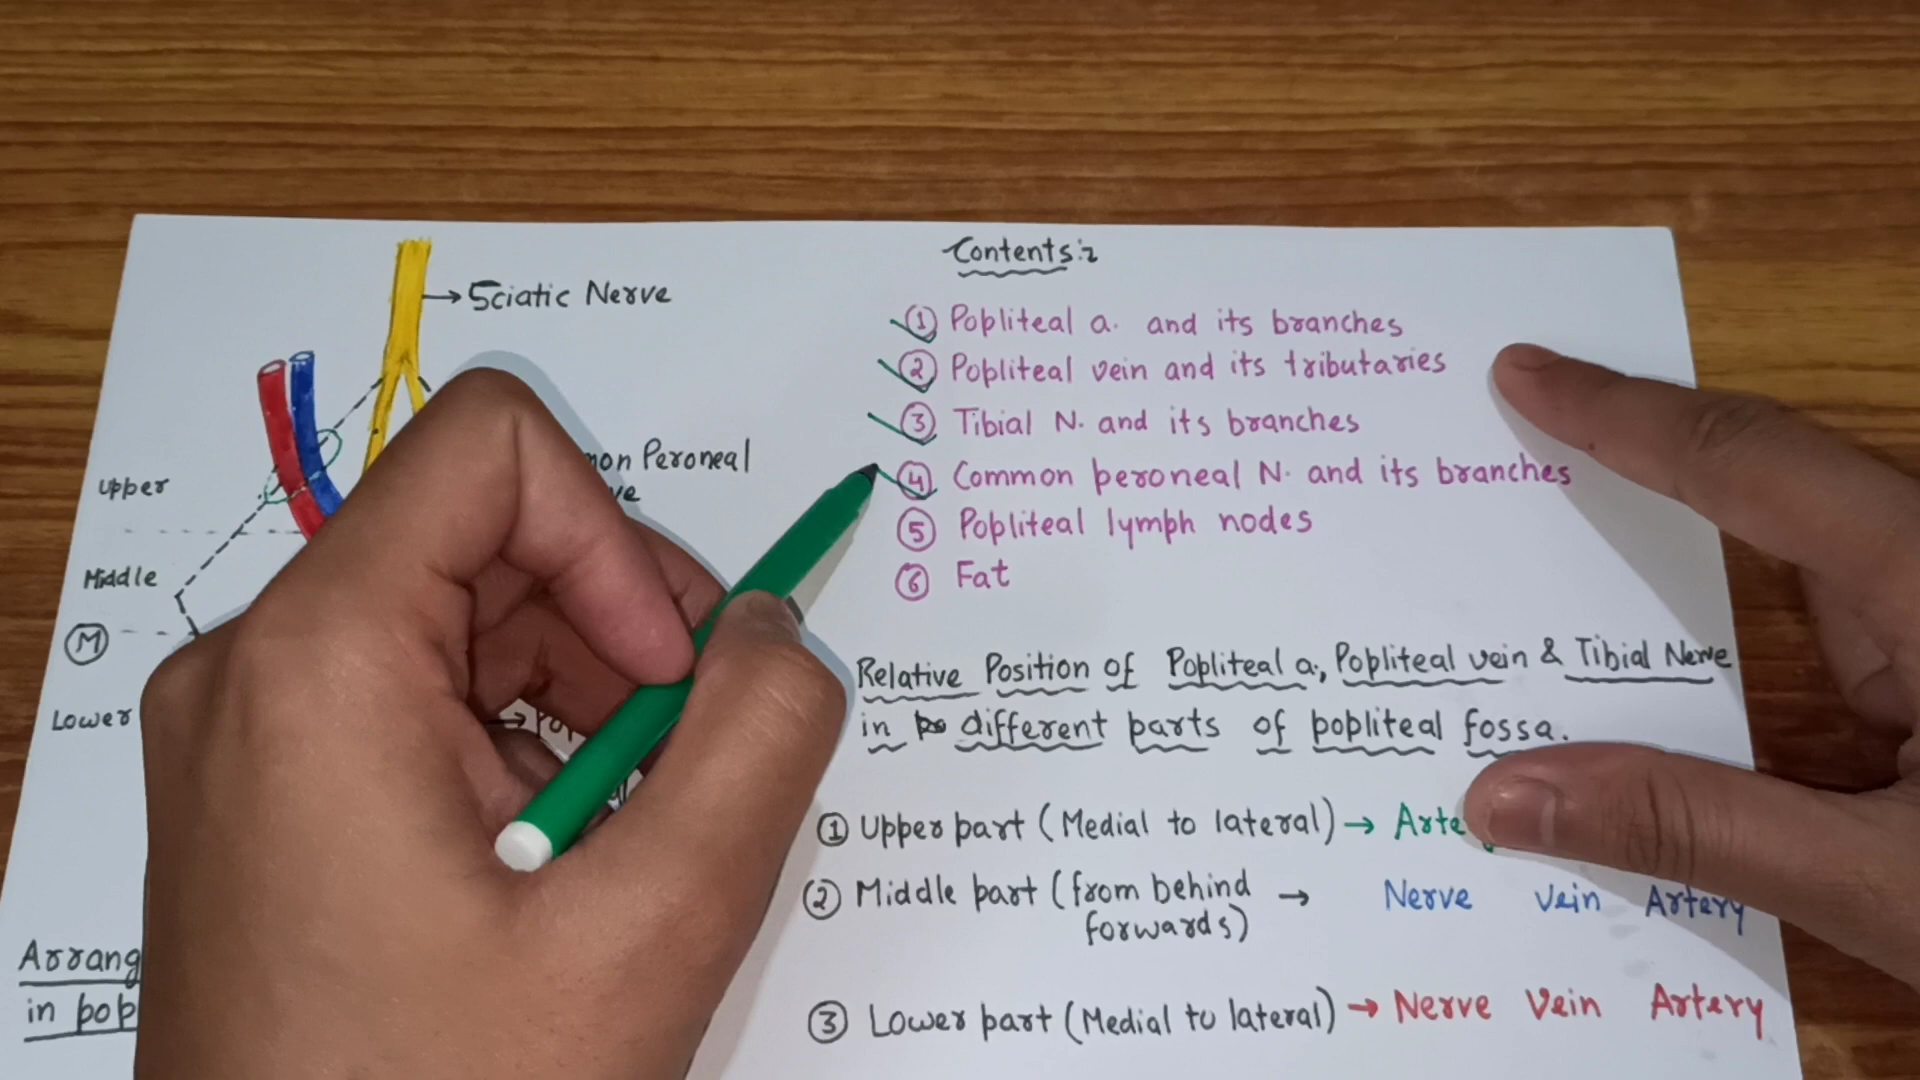 Sciatic Nerve
Peroneal
Upper
Middle
M
Lower
in
Contents:-
① Popliteal a. and its branches
② Popliteal vein and its tributaries
③ Tibial N. and its branches
④ Common peroneal N. and its branches
⑤ Popliteal lymph nodes
⑥ Fat
Relative Position of Popliteal a., Popliteal vein & Tibial Nerve
in different parts of popliteal fossa.
① Upper part (Medial to lateral) →
② Middle part (from behind → Nerve Vein Artery
forwards)
③ Lower part (Medial to lateral) → Nerve Vein Artery